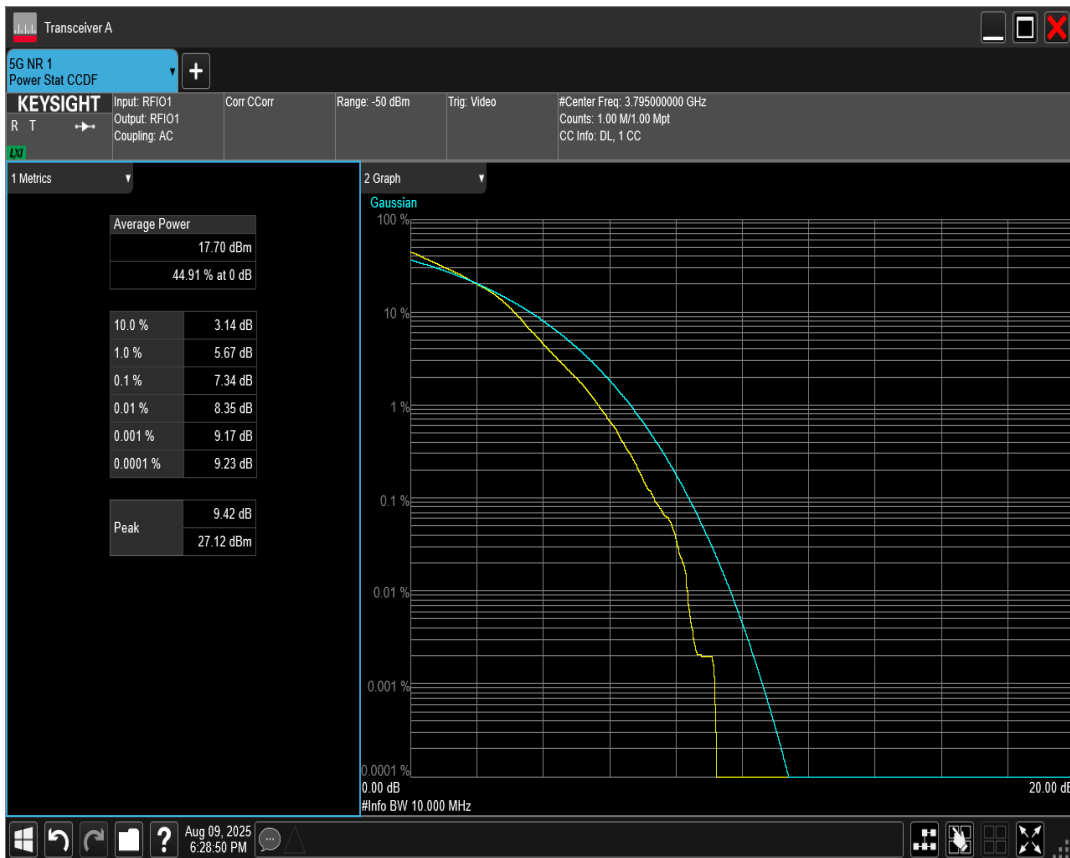 Transceiver A
5G NR 1
Power Stat CCDF
+
KEYSIGHT
R T
LXI
Input: RFIO1
Output: RFIO1
Coupling: AC
Corr CCorr
Range: -50 dBm
Trig: Video
#Center Freq: 3.795000000 GHz
Counts: 1.00 M/1.00 Mpt
CC Info: DL, 1 CC
1 Metrics
Average Power
17.70 dBm
44.91 % at 0 dB
10.0 % 3.14 dB
1.0 % 5.67 dB
0.1 % 7.34 dB
0.01 % 8.35 dB
0.001 % 9.17 dB
0.0001 % 9.23 dB
Peak
9.42 dB
27.12 dBm
2 Graph
Gaussian
100 %
10 %
1 %
0.1 %
0.01 %
0.001 %
0.0001 %
0.00 dB 20.00 dB
#Info BW 10.000 MHz
?
Aug 09, 2025
6:28:50 PM